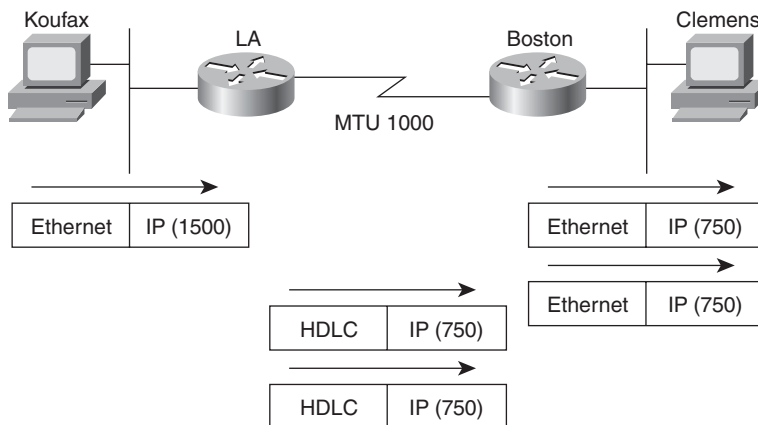 Koufax
LA
Boston
Clemens
MTU 1000
Ethernet IP (1500)
Ethernet IP (750)
Ethernet IP (750)
HDLC IP (750)
HDLC IP (750)